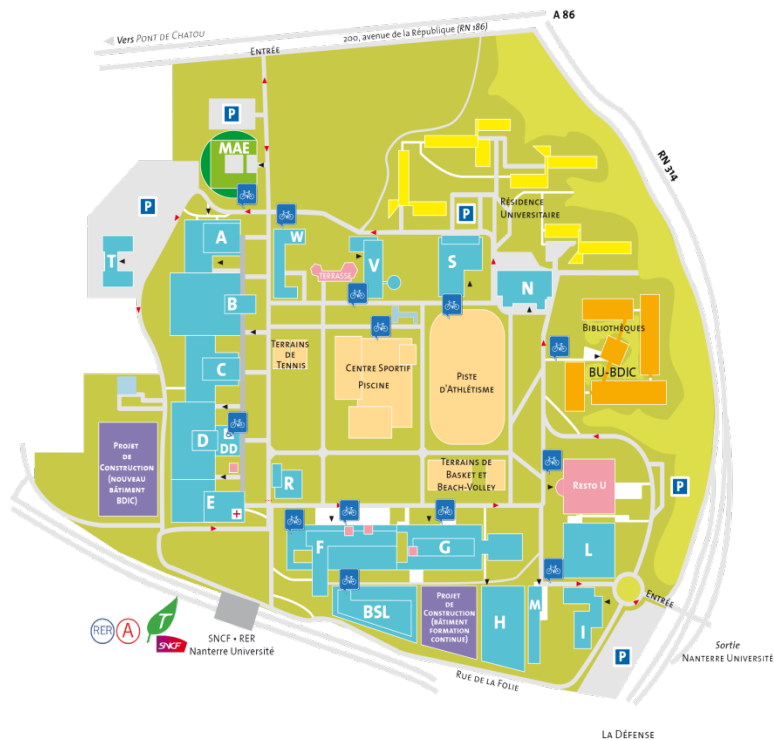 A 86
Vers PONT DE CHATOU
200, avenue de la République (RN 186)
ENTRÉE
P
MAE
RN 314
P
P
RÉSIDENCE
UNIVERSITAIRE
A
W
T
V
S
TERRASSE
N
B
BIBLIOTHÈQUES
BU-BDIC
TERRAINS
DE
TENNIS
CENTRE SPORTIF
PISCINE
PISTE
D'ATHLÉTISME
C
D
DD
PROJET
DE
CONSTRUCTION
(NOUVEAU
BÂTIMENT
BDIC)
TERRAINS DE
BASKET ET
BEACH-VOLLEY
RESTO U
P
R
E
F
G
L
BSL
PROJET
DE
CONSTRUCTION
(BÂTIMENT
FORMATION
CONTINUE)
H
M
I
ENTRÉE
RER
A
T
SNCF
SNCF • RER
Nanterre Université
P
Sortie
NANTERRE UNIVERSITÉ
RUE DE LA FOLIE
LA DÉFENSE